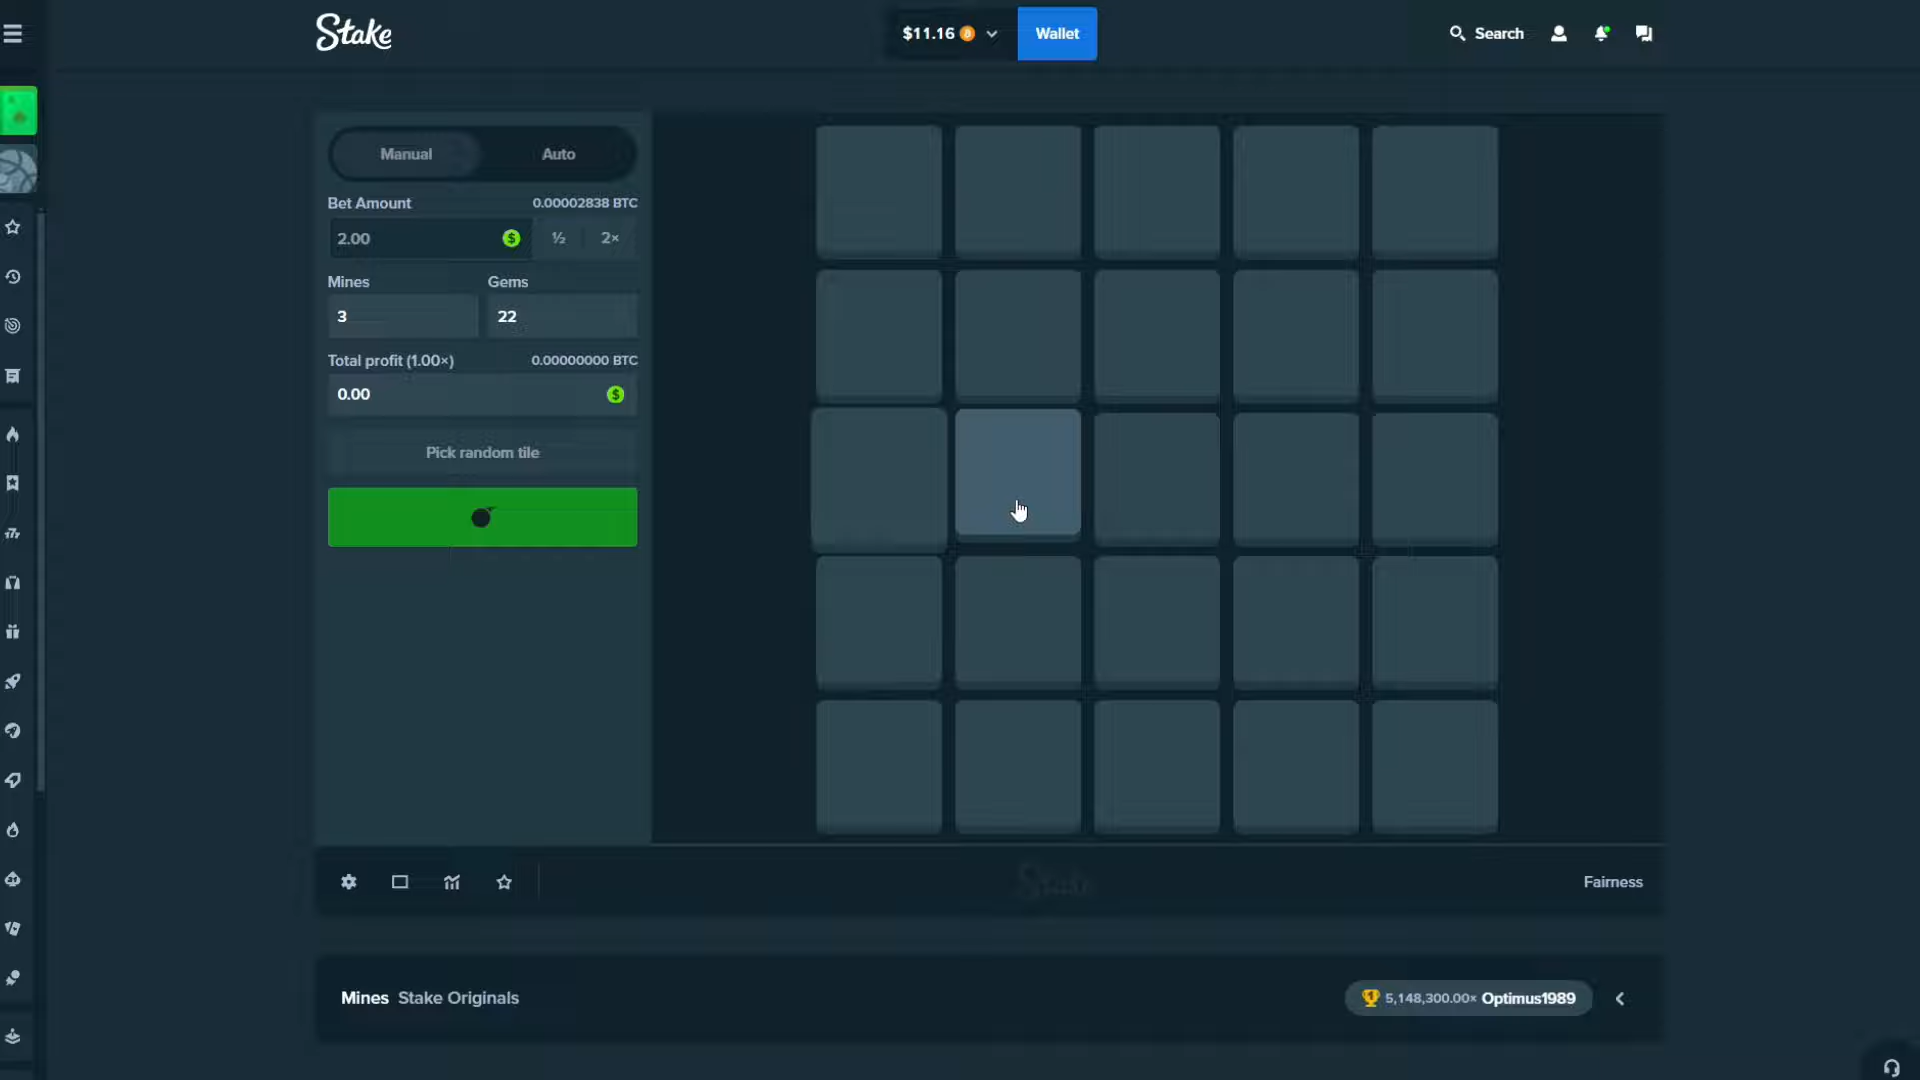 Stake
$11.16
Wallet
Search
Manual
Auto
Bet Amount
0.00002838 BTC
2.00
½
2×
Mines
Gems
3
22
Total profit (1.00×)
0.00000000 BTC
0.00
Pick random tile
Stake
Fairness
Mines Stake Originals
5,148,300.00× Optimus1989